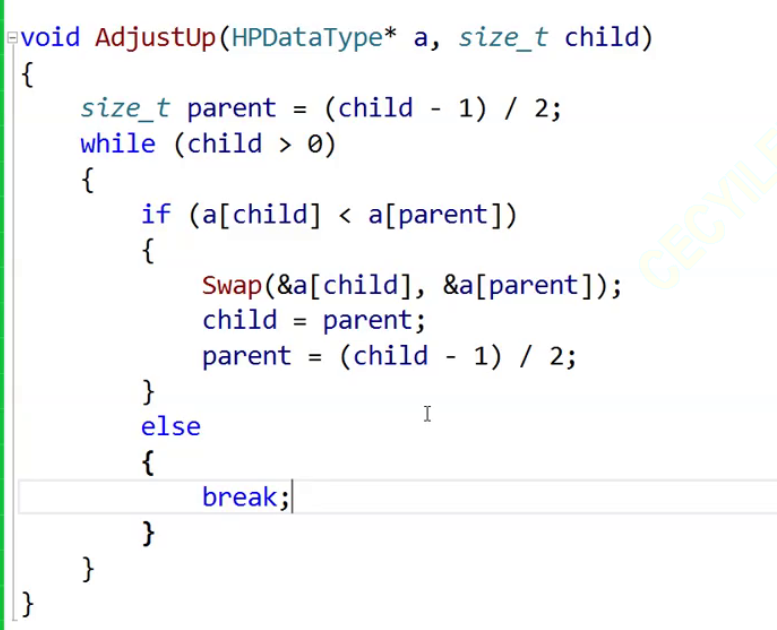 void AdjustUp(HPDataType* a, size_t child)
{
    size_t parent = (child - 1) / 2;
    while (child > 0)
    {
        if (a[child] < a[parent])
        {
            Swap(&a[child], &a[parent]);
            child = parent;
            parent = (child - 1) / 2;
        }
        else
        {
            break;
        }
    }
}